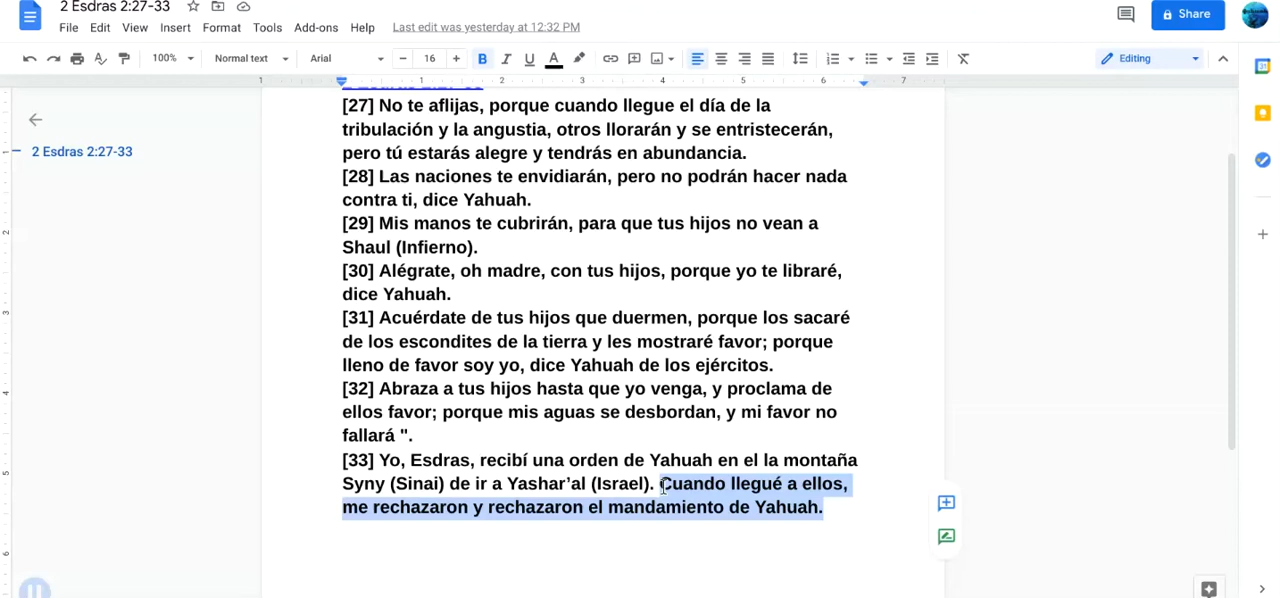 2 Esdras 2:27-33
File Edit View Insert Format Tools Add-ons Help Last edit was yesterday at 12:32 PM
Share
100% Normal text Arial 16 B I U A Editing
1 1 2 3 4 5 6 7
2 Esdras 2:27-33
[27] No te aflijas, porque cuando llegue el día de la
tribulación y la angustia, otros llorarán y se entristecerán,
pero tú estarás alegre y tendrás en abundancia.
[28] Las naciones te envidiarán, pero no podrán hacer nada
contra ti, dice Yahuah.
[29] Mis manos te cubrirán, para que tus hijos no vean a
Shaul (Infierno).
[30] Alégrate, oh madre, con tus hijos, porque yo te libraré,
dice Yahuah.
[31] Acuérdate de tus hijos que duermen, porque los sacaré
de los escondites de la tierra y les mostraré favor; porque
lleno de favor soy yo, dice Yahuah de los ejércitos.
[32] Abraza a tus hijos hasta que yo venga, y proclama de
ellos favor; porque mis aguas se desbordan, y mi favor no
fallará ".
[33] Yo, Esdras, recibí una orden de Yahuah en el la montaña
Syny (Sinai) de ir a Yashar’al (Israel). Cuando llegué a ellos,
me rechazaron y rechazaron el mandamiento de Yahuah.